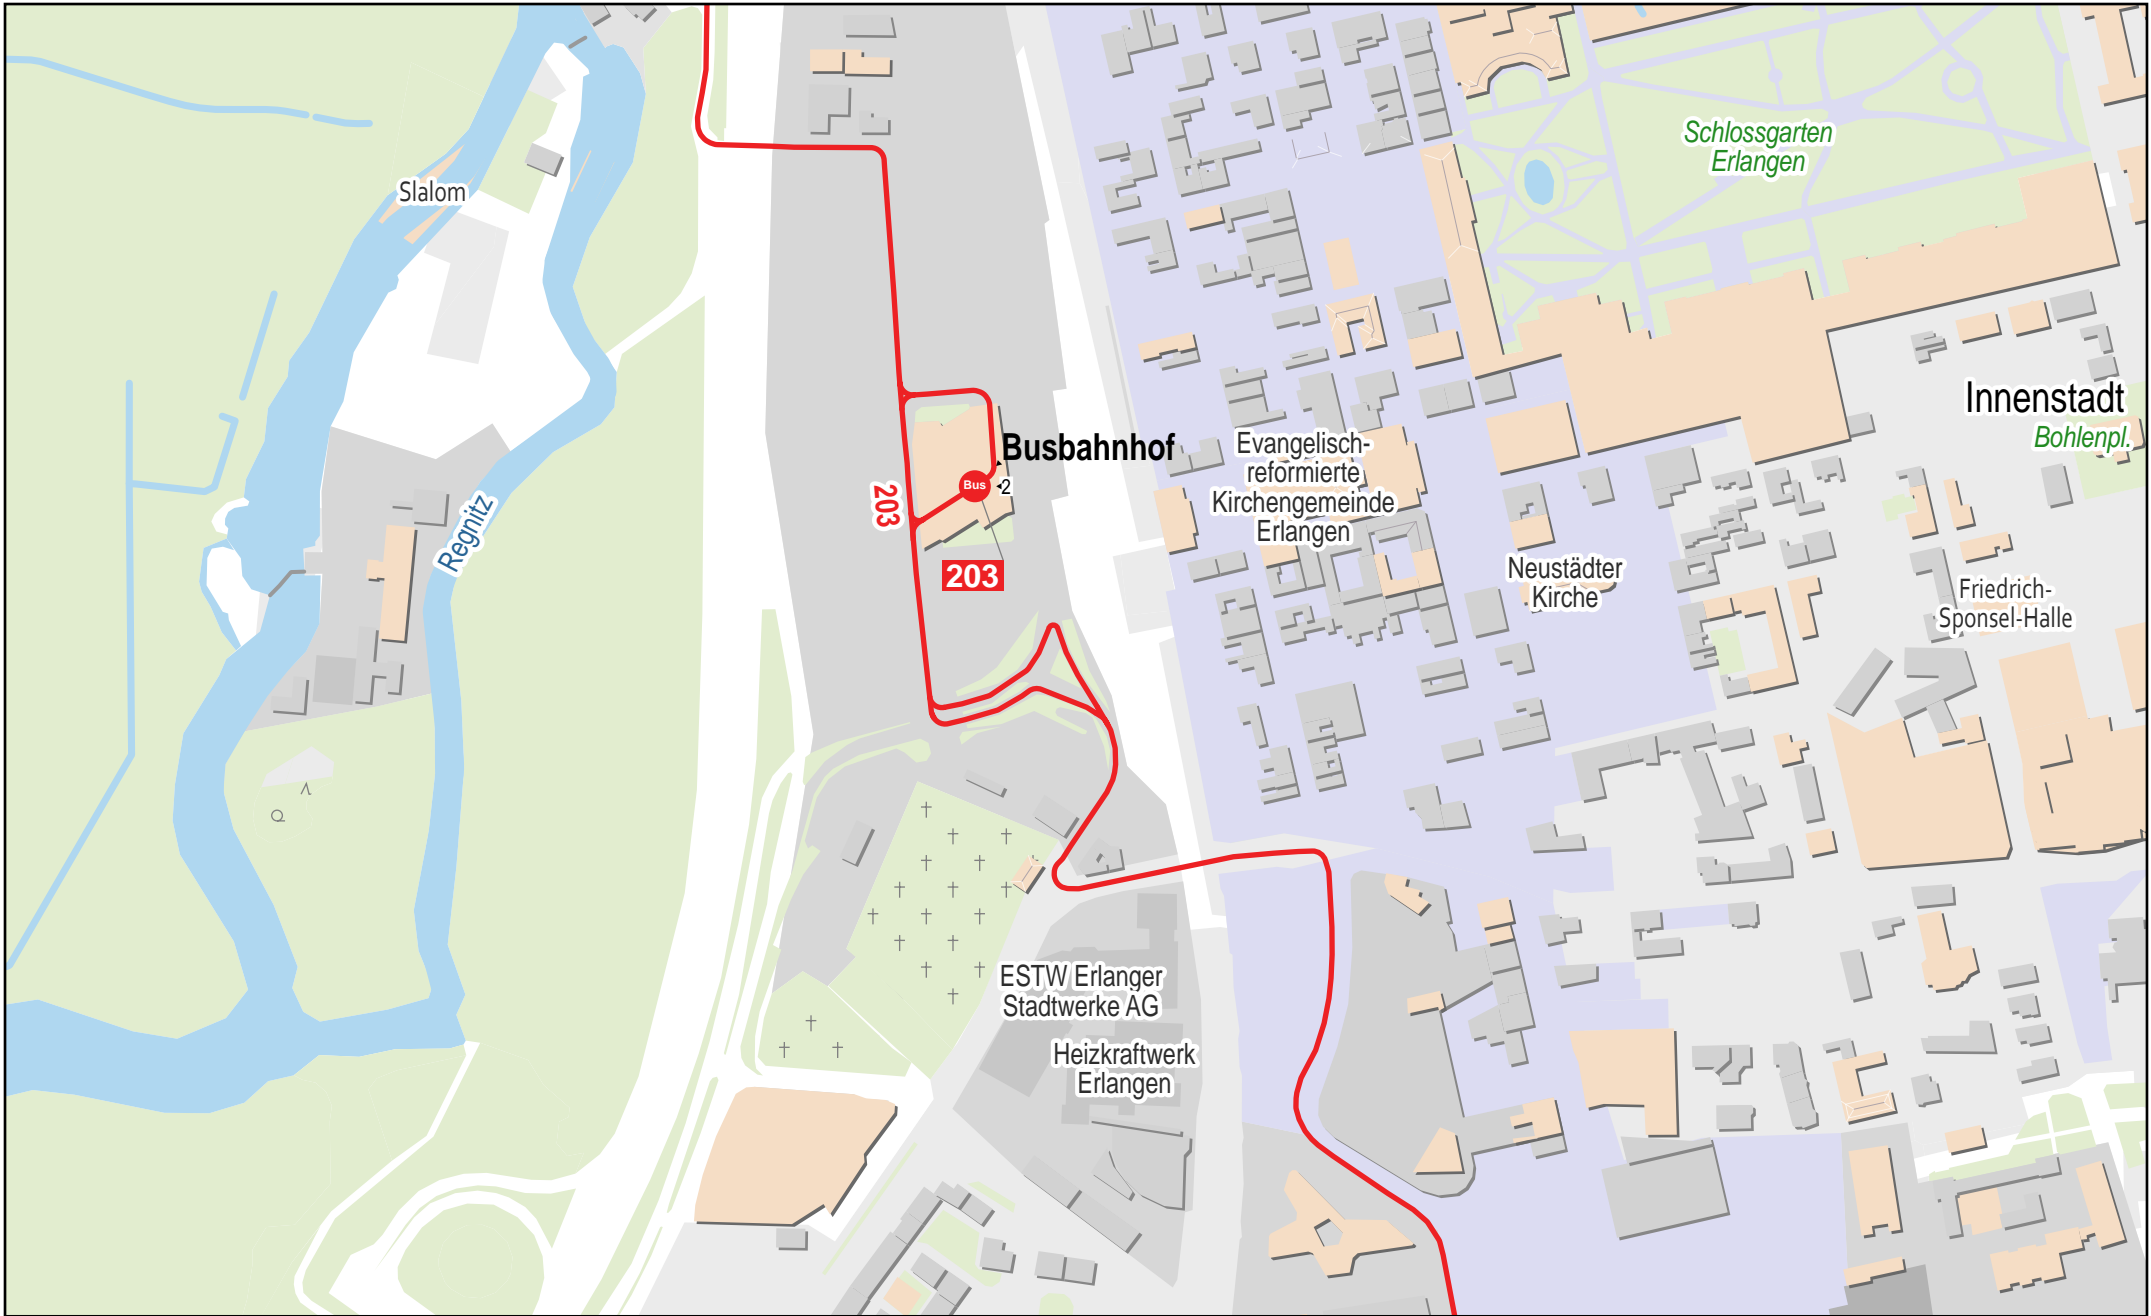 Schlossgarten
Erlangen
Slalom
Innenstadt
Bohlenpl.
Busbahnhof
Evangelisch-
reformierte
Kirchengemeinde
Erlangen
Bus
2
203
Regnitz
203
Neustädter
Kirche
Friedrich-
Sponsel-Halle
ESTW Erlanger
Stadtwerke AG
Heizkraftwerk
Erlangen